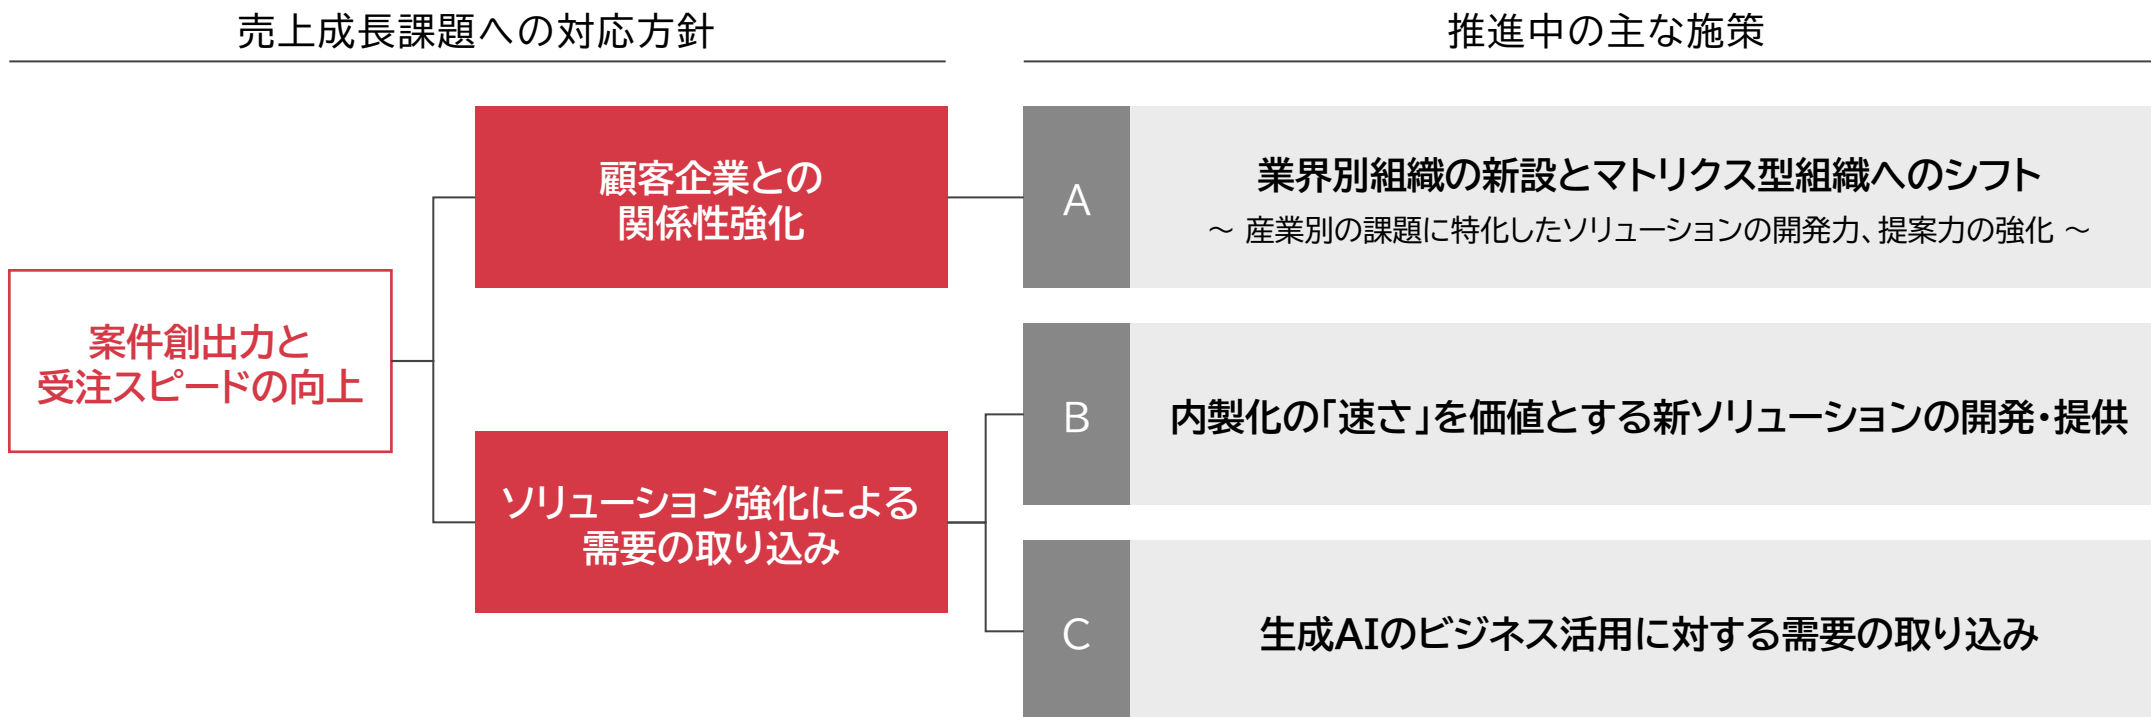 売上成長課題への対応方針
推進中の主な施策
案件創出力と
受注スピードの向上
顧客企業との
関係性強化
ソリューション強化による
需要の取り込み
A
業界別組織の新設とマトリクス型組織へのシフト
～ 産業別の課題に特化したソリューションの開発力、提案力の強化 ～
B
内製化の「速さ」を価値とする新ソリューションの開発・提供
C
生成AIのビジネス活用に対する需要の取り込み